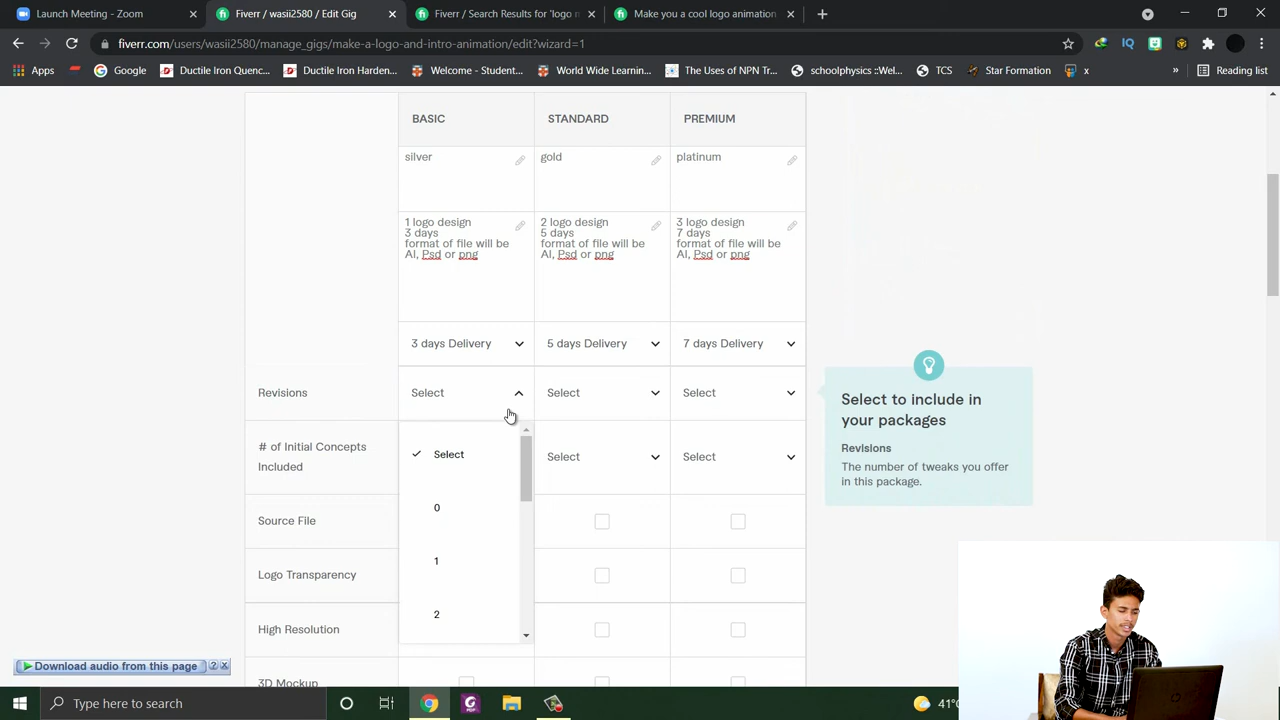 Launch Meeting - Zoom
Fiverr / wasii2580 / Edit Gig
Fiverr / Search Results for 'logo m
Make you a cool logo animation
fiverr.com/users/wasii2580/manage_gigs/make-a-logo-and-intro-animation/edit?wizard=1
Apps
Google
Ductile Iron Quenc...
Ductile Iron Harden...
Welcome - Student...
World Wide Learnin...
The Uses of NPN Tr...
schoolphysics ::Wel...
TCS
Star Formation
x
»
Reading list
BASIC
STANDARD
PREMIUM
silver
gold
platinum
1 logo design
3 days
format of file will be
AI, Psd or png
2 logo design
5 days
format of file will be
AI, Psd or png
3 logo design
7 days
format of file will be
AI, Psd or png
3 days Delivery
5 days Delivery
7 days Delivery
Revisions
Select
Select
Select
Select to include in
your packages
Revisions
The number of tweaks you offer
in this package.
# of Initial Concepts
Included
Select
Select
Select
0
1
2
Source File
Logo Transparency
High Resolution
3D Mockup
Download audio from this page
?
Type here to search
41°